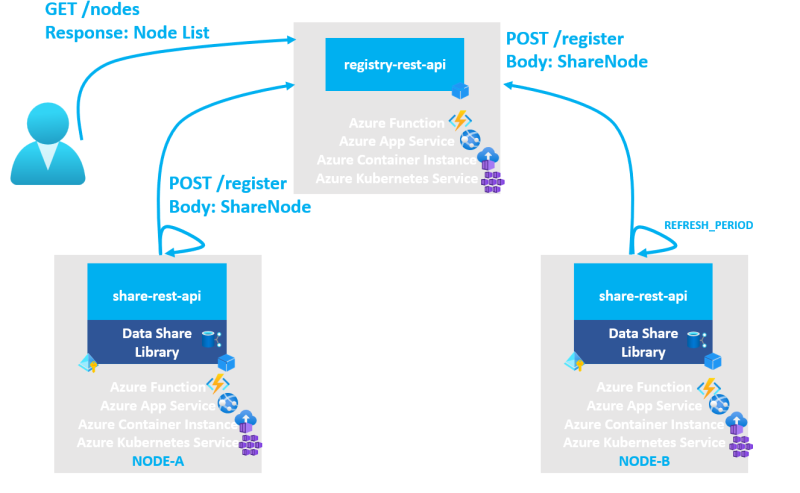 GET /nodes
Response: Node List
registry-rest-api
POST /register
Body: ShareNode
Azure Function
Azure App Service
Azure Container Instance
Azure Kubernetes Service
POST /register
Body: ShareNode
REFRESH_PERIOD
share-rest-api
Data Share
Library
Azure Function
Azure App Service
Azure Container Instance
Azure Kubernetes Service
NODE-A
share-rest-api
Data Share
Library
Azure Function
Azure App Service
Azure Container Instance
Azure Kubernetes Service
NODE-B